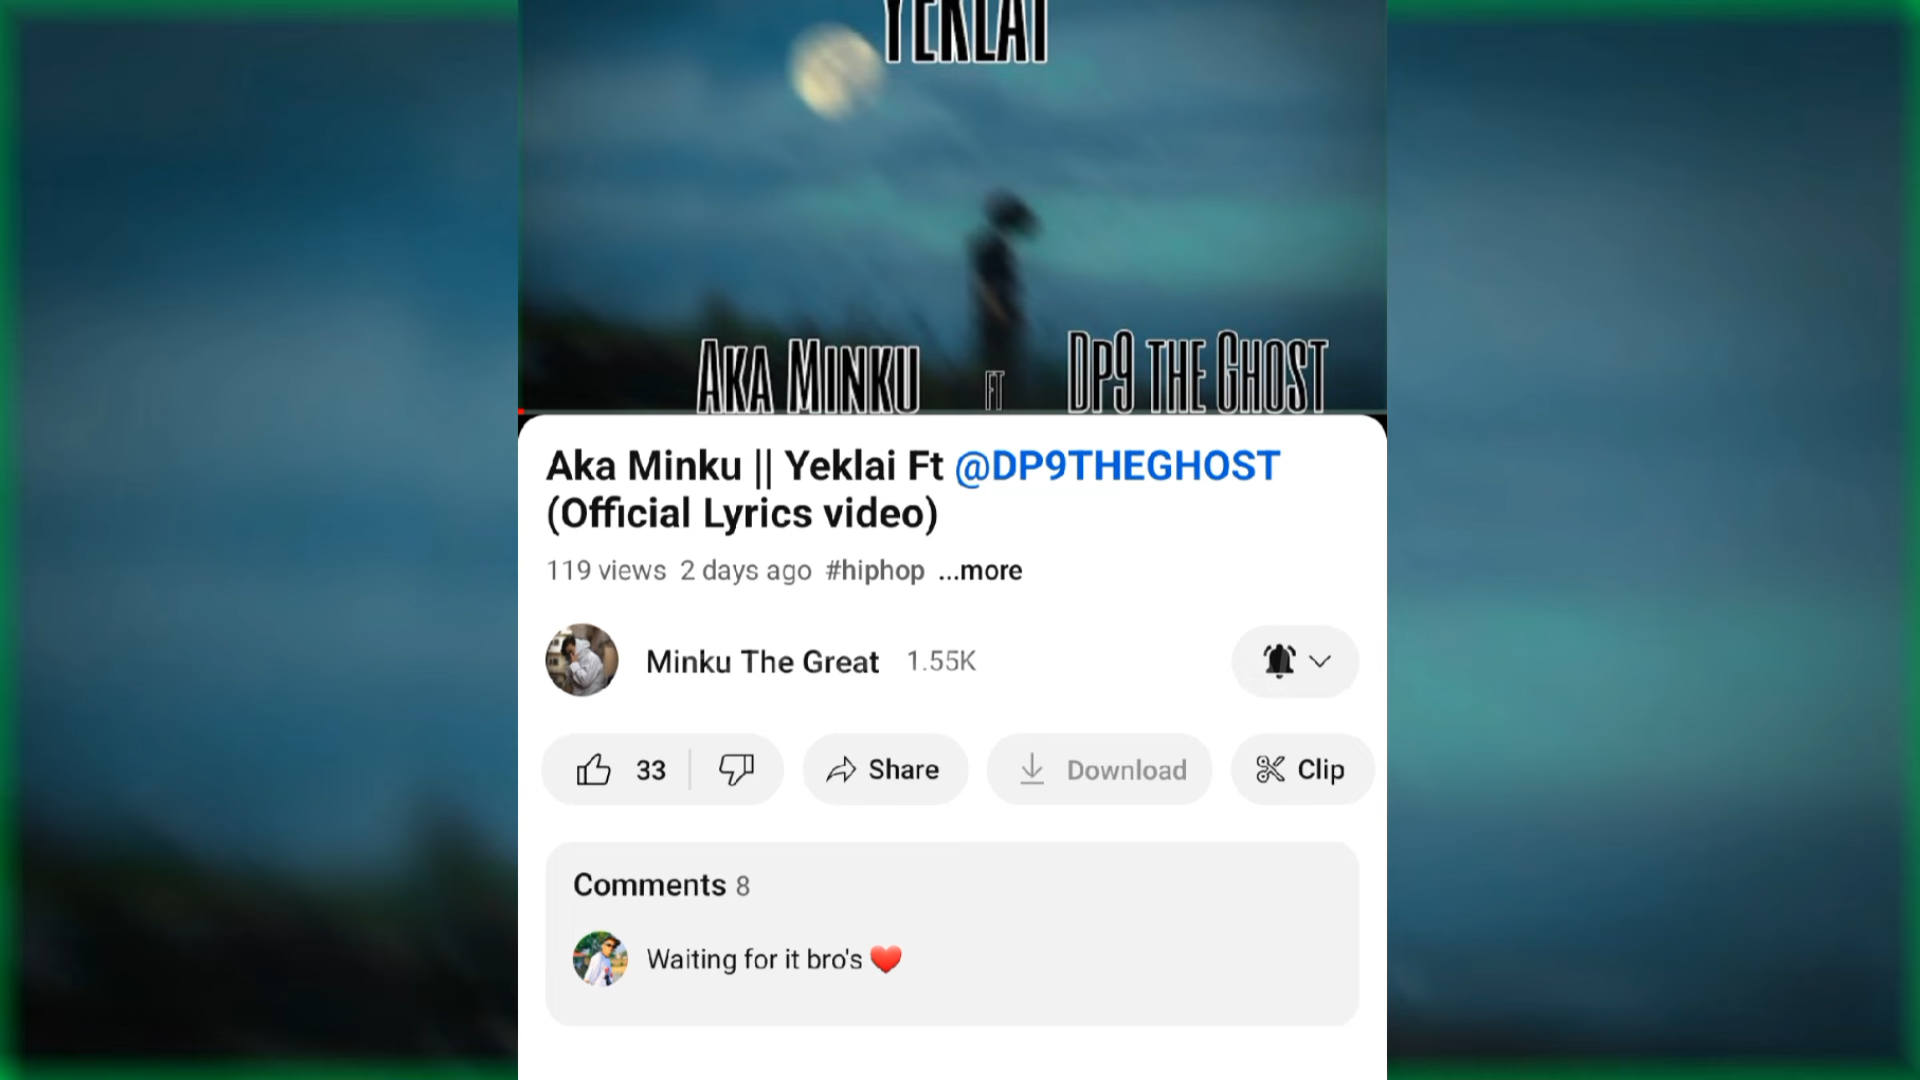 YEKLAI
AKA MINKU FT DP9 THE GHOST
Aka Minku || Yeklai Ft @DP9THEGHOST
(Official Lyrics video)
119 views 2 days ago #hiphop ...more
Minku The Great 1.55K
33 Share Download Clip
Comments 8
Waiting for it bro's ❤️